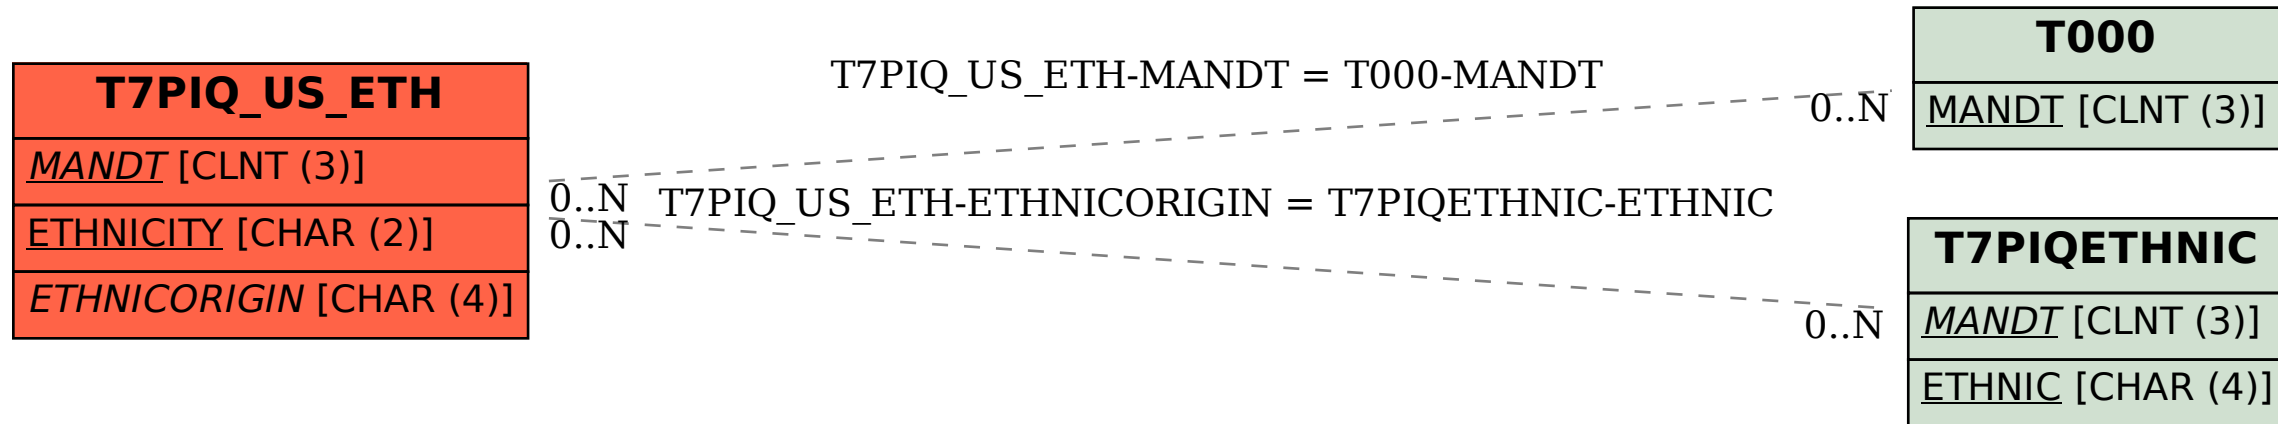 T7PIQ_US_ETH
MANDT [CLNT (3)]
ETHNICITY [CHAR (2)]
ETHNICORIGIN [CHAR (4)]
T7PIQ_US_ETH-MANDT = T000-MANDT
0..N
0..N
T7PIQ_US_ETH-ETHNICORIGIN = T7PIQETHNIC-ETHNIC
0..N
0..N
T000
MANDT [CLNT (3)]
T7PIQETHNIC
MANDT [CLNT (3)]
ETHNIC [CHAR (4)]